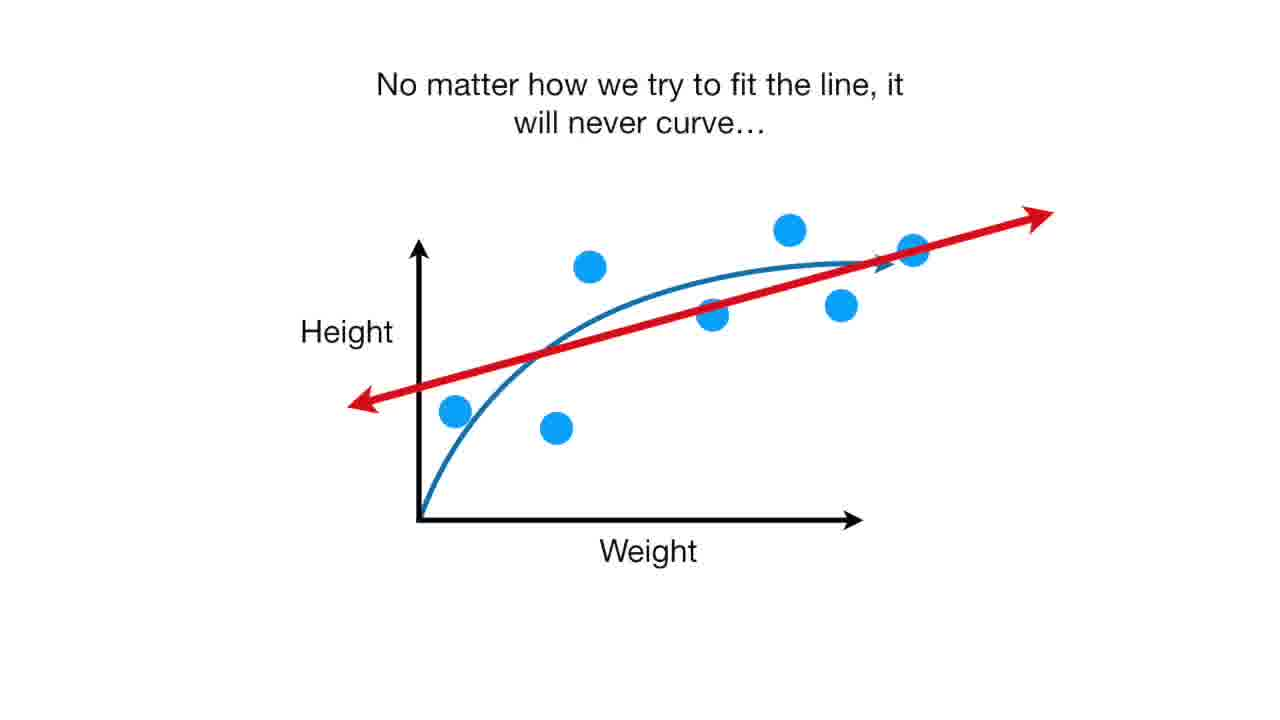 No matter how we try to fit the line, it
will never curve…
Height
Weight